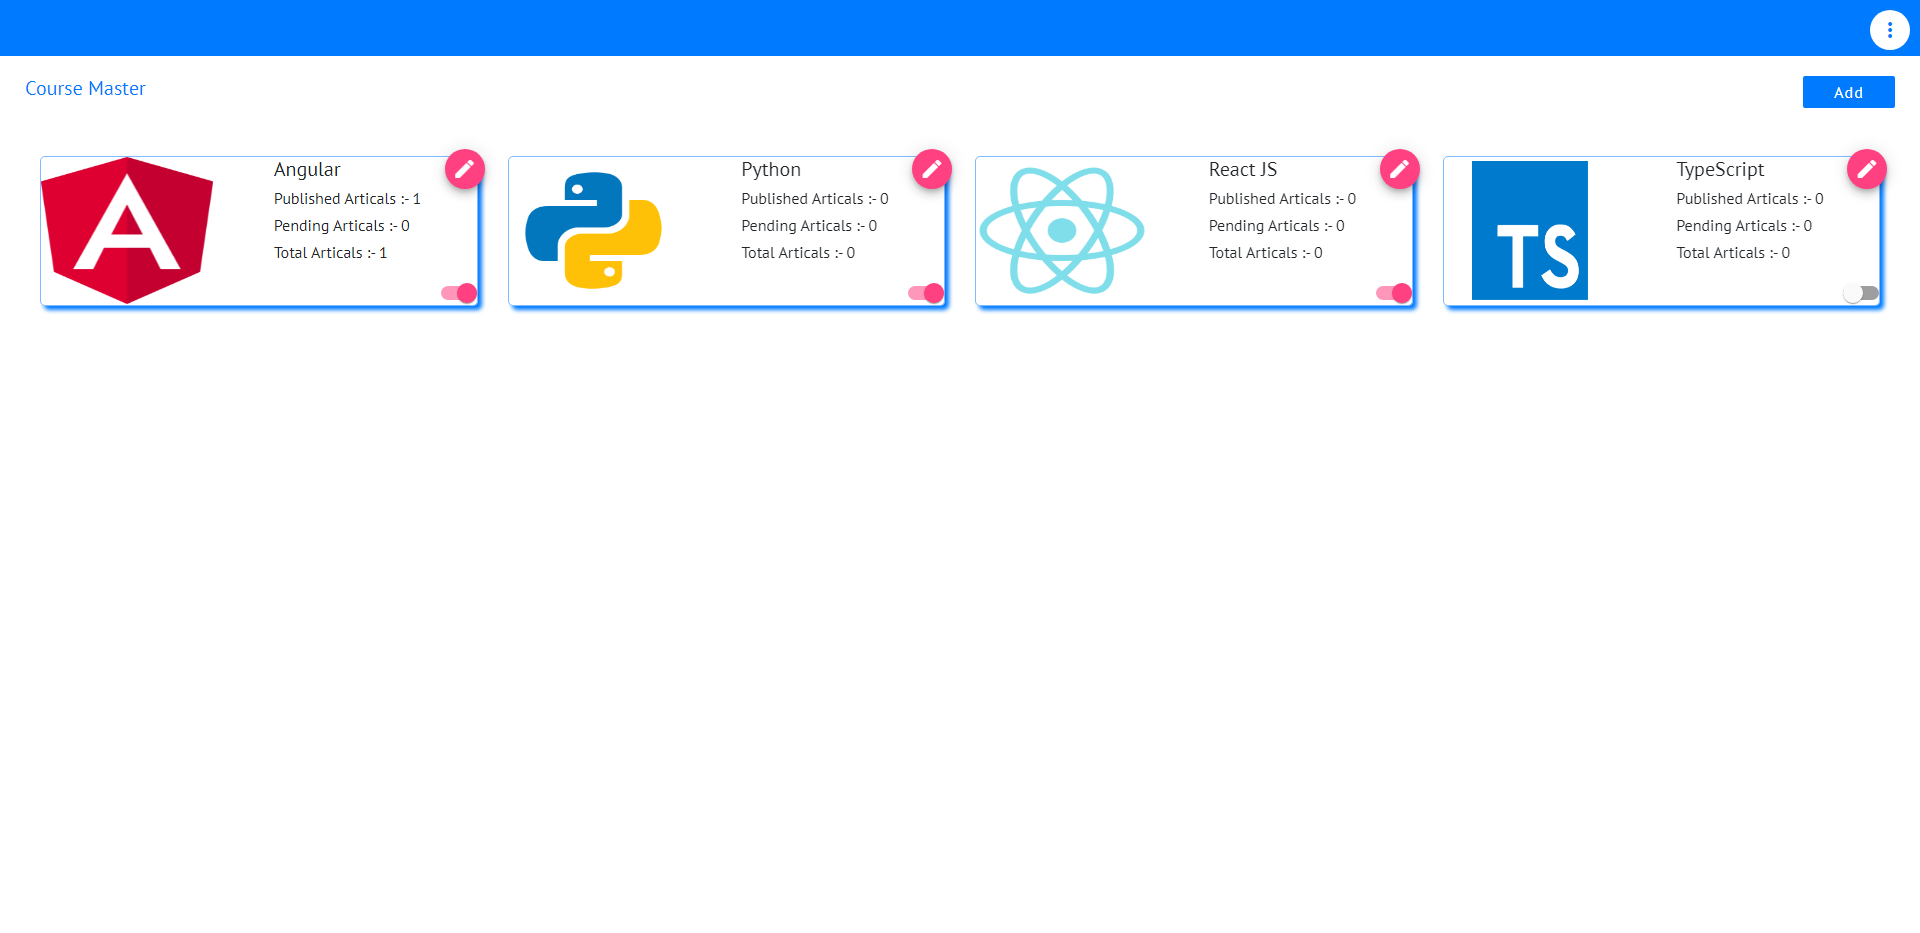 Course Master
Add
Angular
Published Articals :- 1
Pending Articals :- 0
Total Articals :- 1
Python
Published Articals :- 0
Pending Articals :- 0
Total Articals :- 0
React JS
Published Articals :- 0
Pending Articals :- 0
Total Articals :- 0
TS
TypeScript
Published Articals :- 0
Pending Articals :- 0
Total Articals :- 0